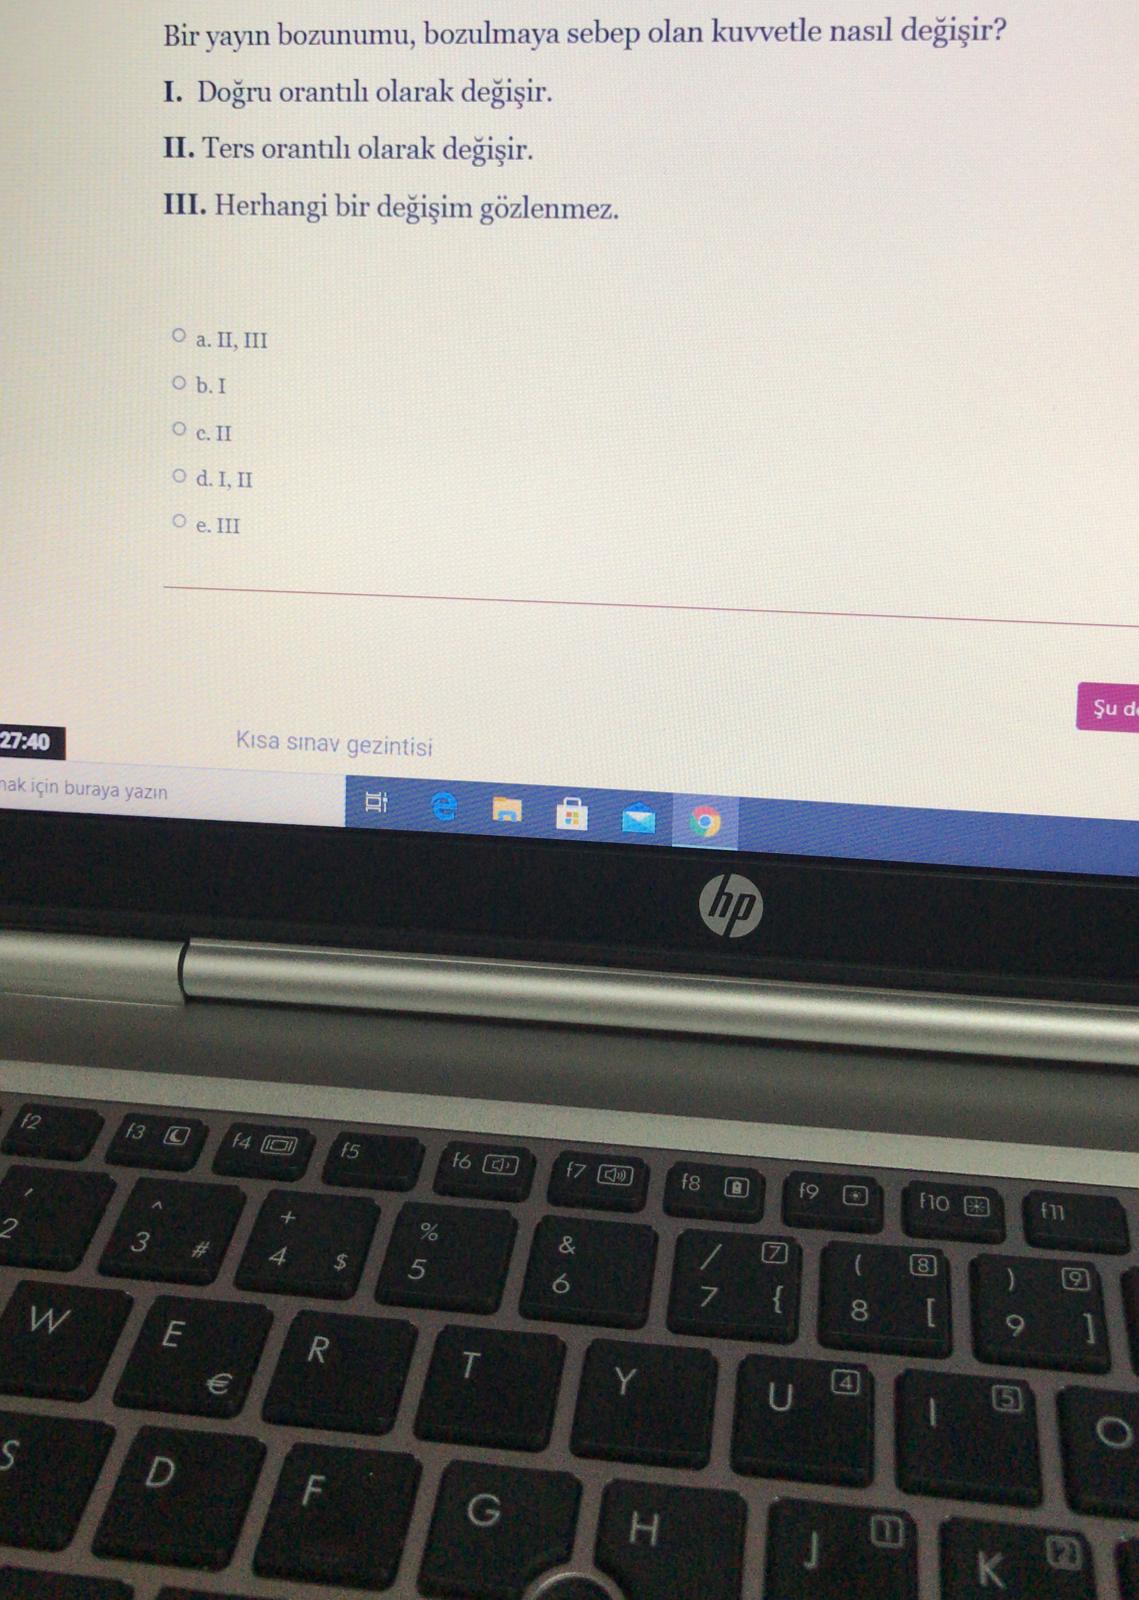 Bir yayın bozunumu, bozulmaya sebep olan kuvvetle nasıl değişir?
I. Doğru orantılı olarak değişir.
II. Ters orantılı olarak değişir.
III. Herhangi bir değişim gözlenmez.
a. II, III
b. I
c. II
d. I, II
e. III
Şu
27:40
Kısa sınav gezintisi
için buraya yazın
hp
f2 f3 f4 f5 f6 f7 f8 f9 f10 f11
' ^ + % & / 7 ( 8 ) 9
2 3 # 4 $ 5 6 7 { 8 [ 9 ]
W E € R T Y U 4 I 5 O
S D F G H J 1 K 2